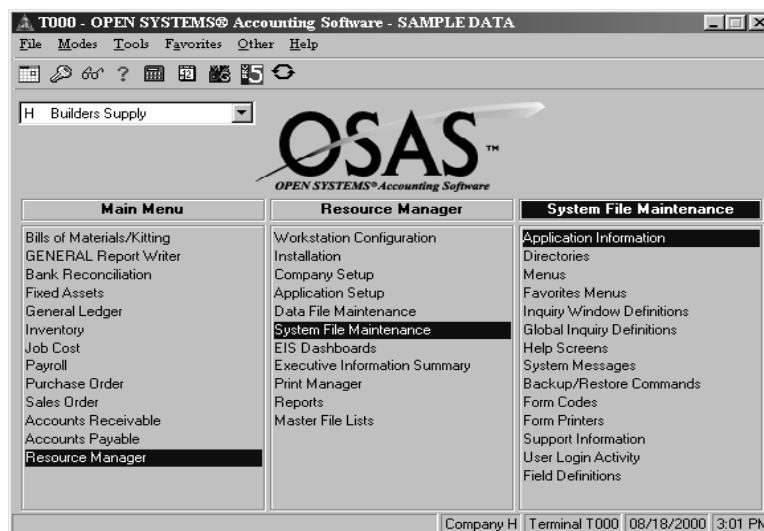 T000 - OPEN SYSTEMS® Accounting Software - SAMPLE DATA
File Modes Tools Favorites Other Help
H Builders Supply
OSAS™
OPEN SYSTEMS® Accounting Software
Main Menu
Bills of Materials/Kitting
GENERAL Report Writer
Bank Reconciliation
Fixed Assets
General Ledger
Inventory
Job Cost
Payroll
Purchase Order
Sales Order
Accounts Receivable
Accounts Payable
Resource Manager
Resource Manager
Workstation Configuration
Installation
Company Setup
Application Setup
Data File Maintenance
System File Maintenance
EIS Dashboards
Executive Information Summary
Print Manager
Reports
Master File Lists
System File Maintenance
Application Information
Directories
Menus
Favorites Menus
Inquiry Window Definitions
Global Inquiry Definitions
Help Screens
System Messages
Backup/Restore Commands
Form Codes
Form Printers
Support Information
User Login Activity
Field Definitions
Company H Terminal T000 08/18/2000 3:01 PM